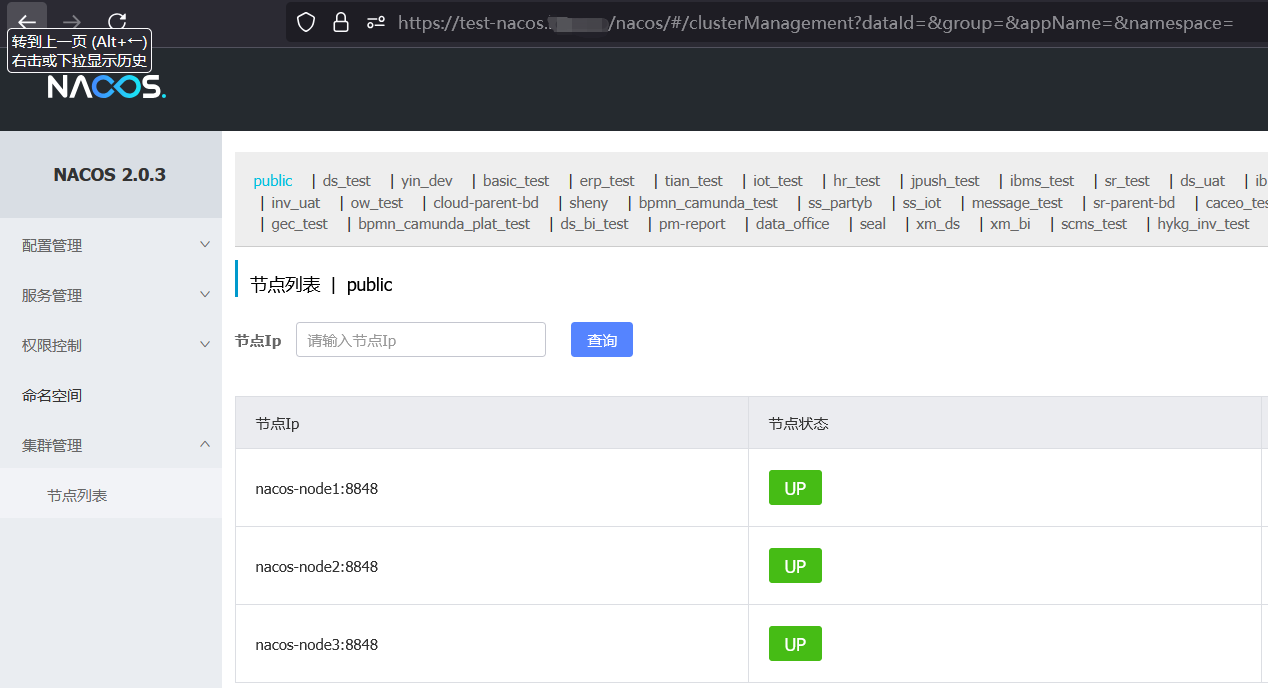 https://test-nacos. /nacos/#/clusterManagement?dataId=&group=&appName=&namespace=
转到上一页 (Alt+←)
右击或下拉显示历史
NACOS.
NACOS 2.0.3
配置管理
服务管理
权限控制
命名空间
集群管理
节点列表
public | ds_test | yin_dev | basic_test | erp_test | tian_test | iot_test | hr_test | jpush_test | ibms_test | sr_test | ds_uat | ib
| inv_uat | ow_test | cloud-parent-bd | sheny | bpmn_camunda_test | ss_partyb | ss_iot | message_test | sr-parent-bd | caceo_tes
| gec_test | bpmn_camunda_plat_test | ds_bi_test | pm-report | data_office | seal | xm_ds | xm_bi | scms_test | hykg_inv_test
节点列表 | public
节点Ip 请输入节点Ip 查询
节点Ip 节点状态
nacos-node1:8848 UP
nacos-node2:8848 UP
nacos-node3:8848 UP